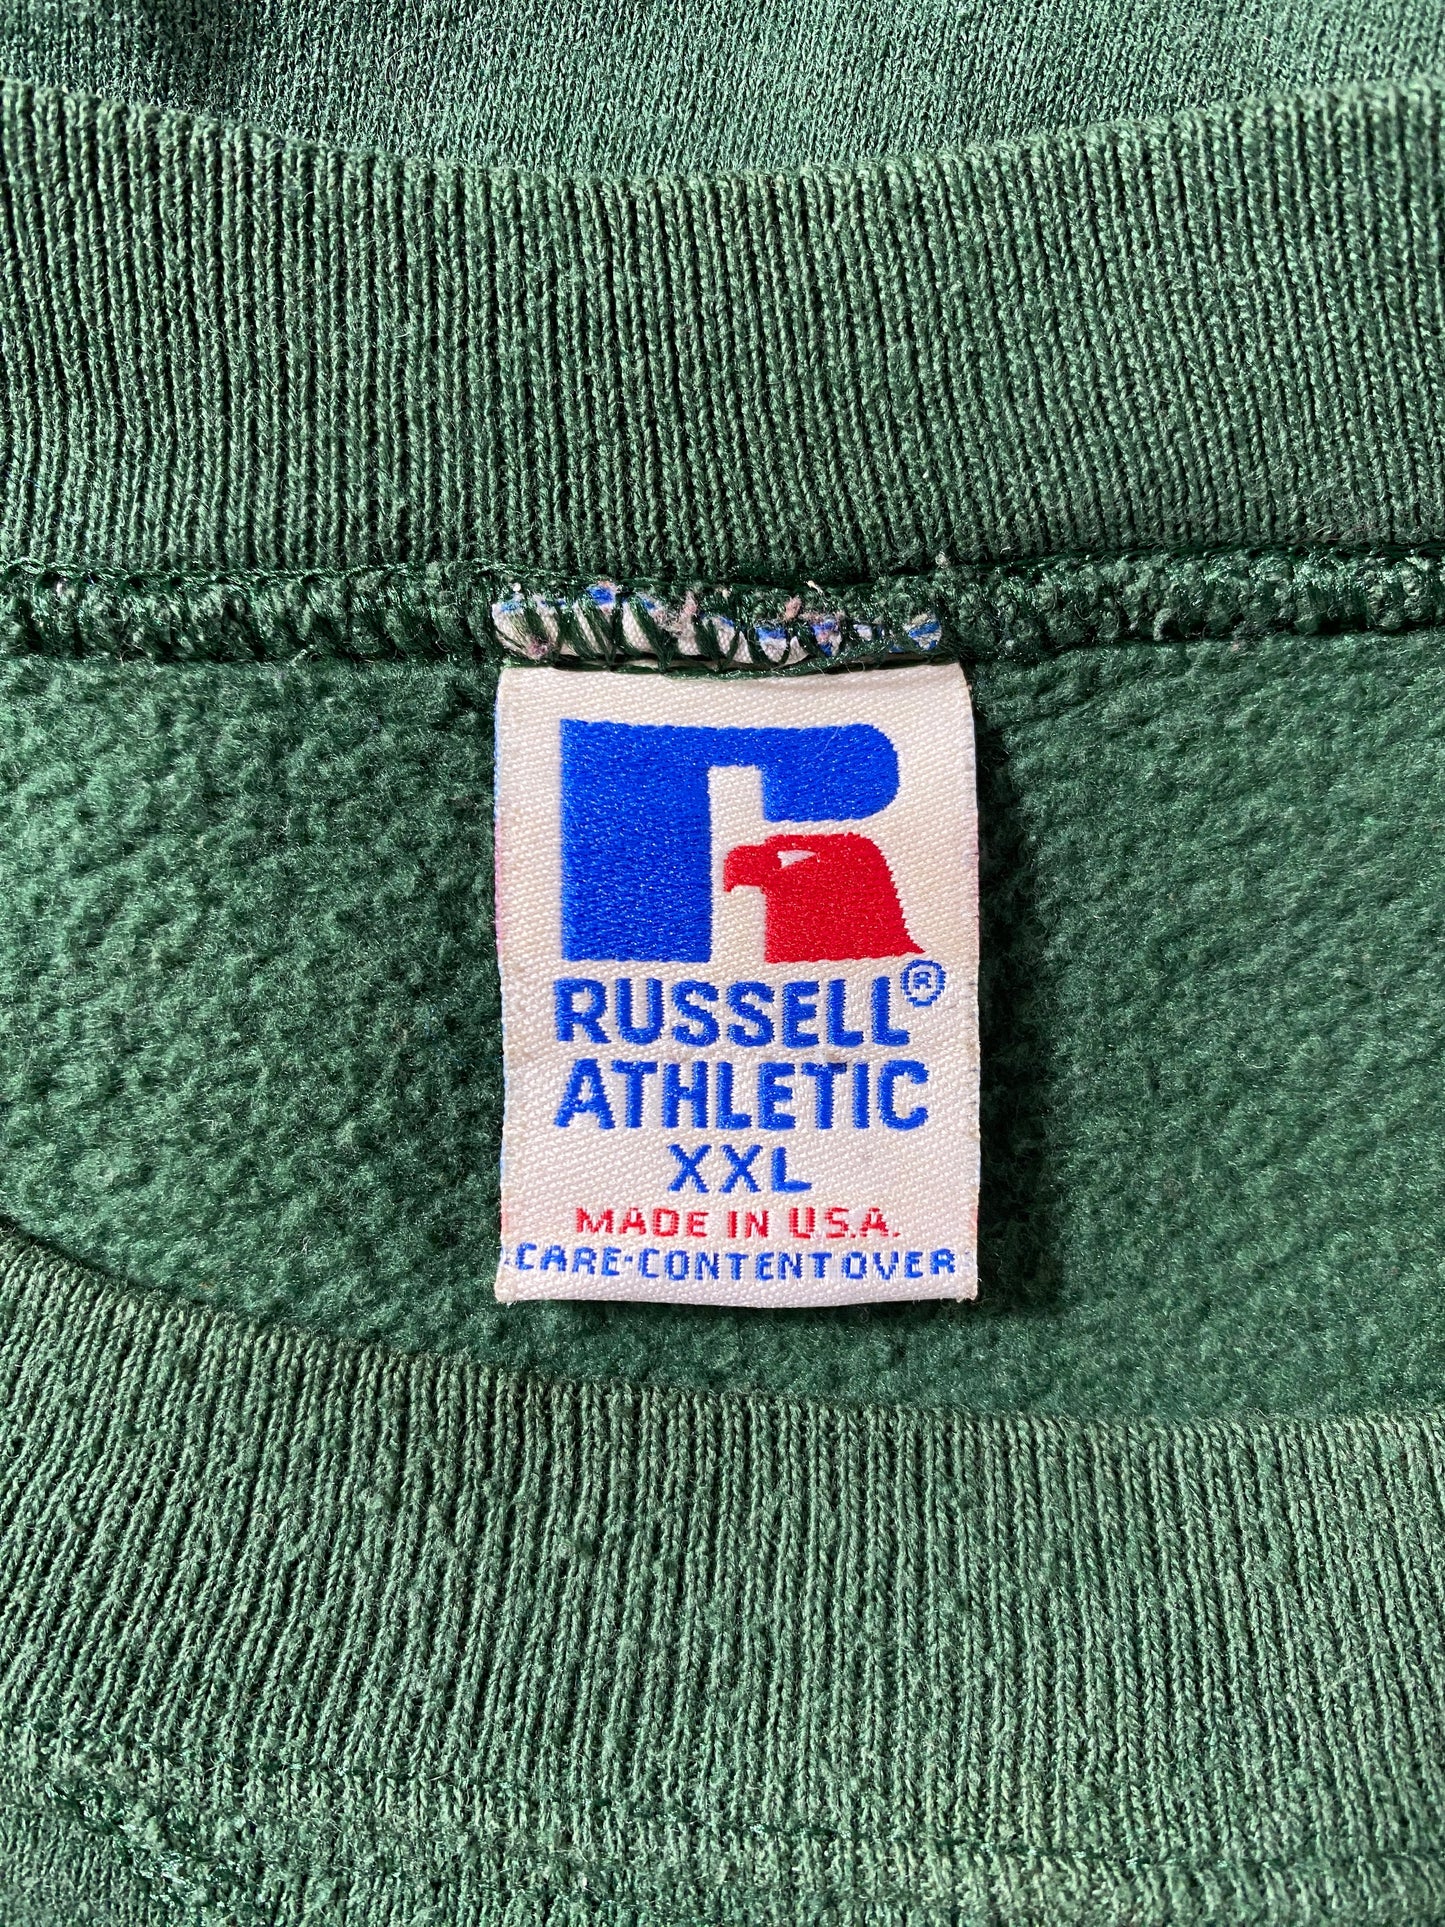 R
RUSSELL®
ATHLETIC
XXL
MADE IN U.S.A.
CARE-CONTENT OVER